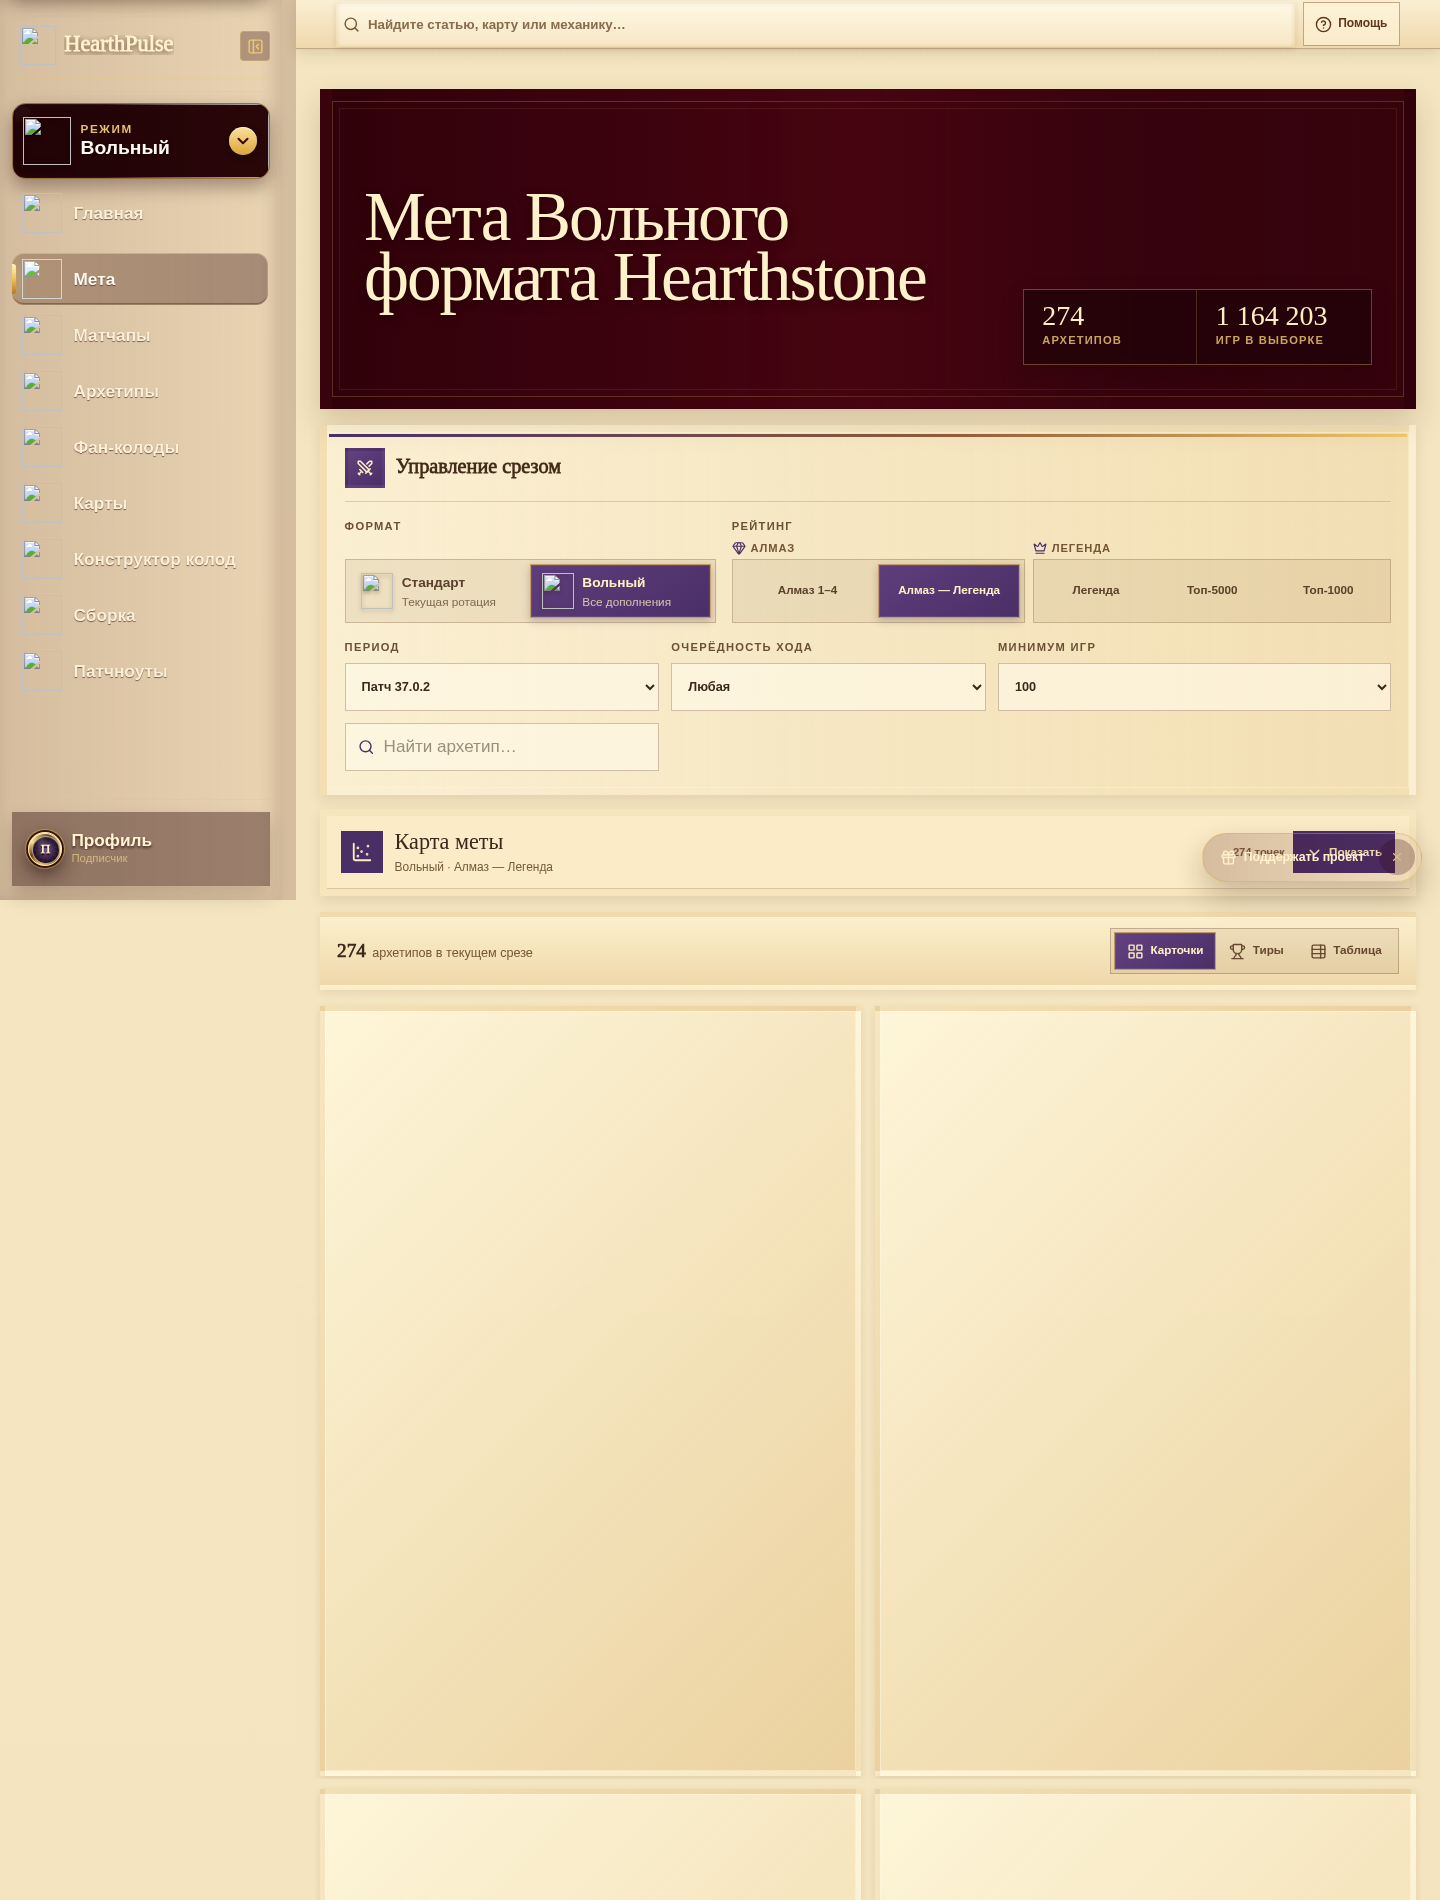 HearthPulse
РЕЖИМ
Вольный
Главная
Мета
Матчапы
Архетипы
Фан-колоды
Карты
Конструктор колод
Сборка
Патчноуты
П
Профиль
Подписчик
Найдите статью, карту или механику…
Помощь
Мета Вольного
формата Hearthstone
274
АРХЕТИПОВ
1 164 203
ИГР В ВЫБОРКЕ
Управление срезом
ФОРМАТ
Стандарт
Текущая ротация
Вольный
Все дополнения
РЕЙТИНГ
АЛМАЗ
Алмаз 1–4
Алмаз — Легенда
ЛЕГЕНДА
Легенда
Топ-5000
Топ-1000
ПЕРИОД
Патч 37.0.2
ОЧЕРЁДНОСТЬ ХОДА
Любая
МИНИМУМ ИГР
100
Найти архетип…
Карта меты
Вольный · Алмаз — Легенда
274 точек
Показать
Поддержать проект
274 архетипов в текущем срезе
Карточки
Тиры
Таблица